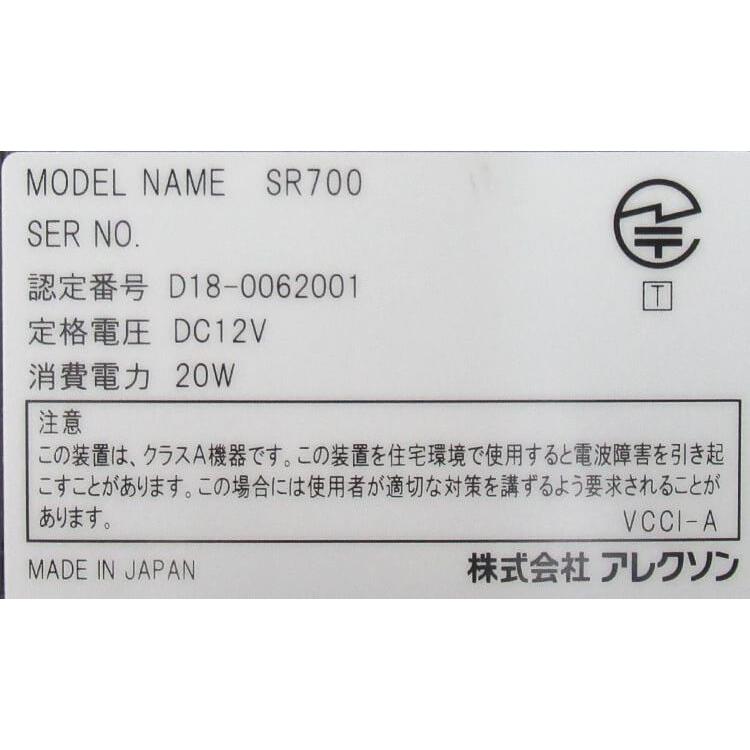 MODEL NAME SR700
SER NO.
認定番号 D18-0062001
T
定格電圧 DC12V
消費電力 20W
注意
この装置は、クラスA機器です。この装置を住宅環境で使用すると電波障害を引き起
こすことがあります。この場合には使用者が適切な対策を講ずるよう要求されることが
あります。 VCCI-A
MADE IN JAPAN 株式会社 アレクソン